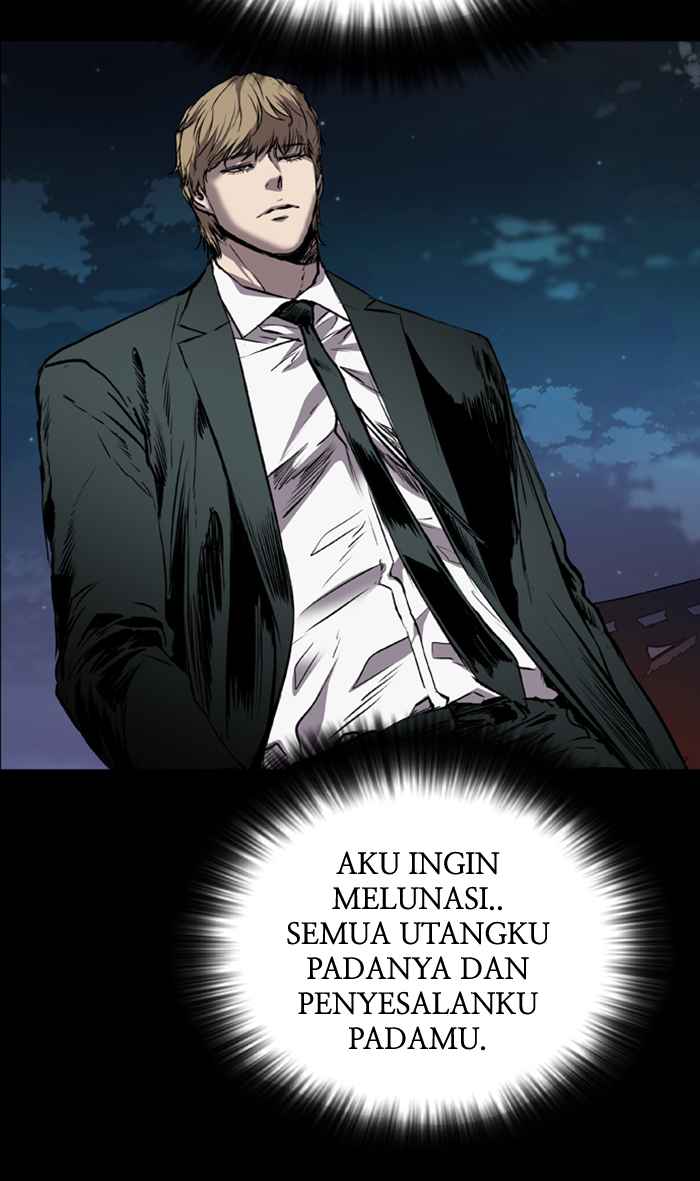 AKU INGIN
MELUNASI..
SEMUA UTANGKU
PADANYA DAN
PENYESALANKU
PADAMU.